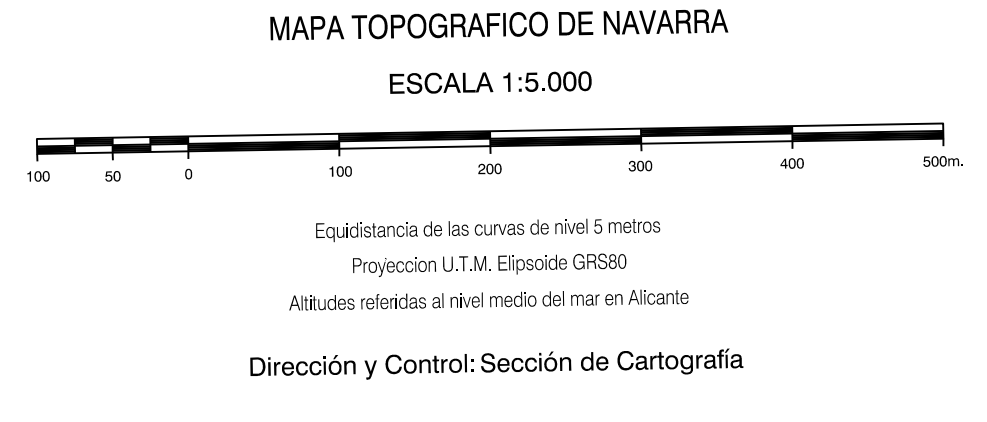 MAPA TOPOGRAFICO DE NAVARRA
ESCALA 1:5.000
100 50 0 100 200 300 400 500m.
Equidistancia de las curvas de nivel 5 metros
Proyeccion U.T.M. Elipsoide GRS80
Altitudes referidas al nivel medio del mar en Alicante
Dirección y Control: Sección de Cartografía